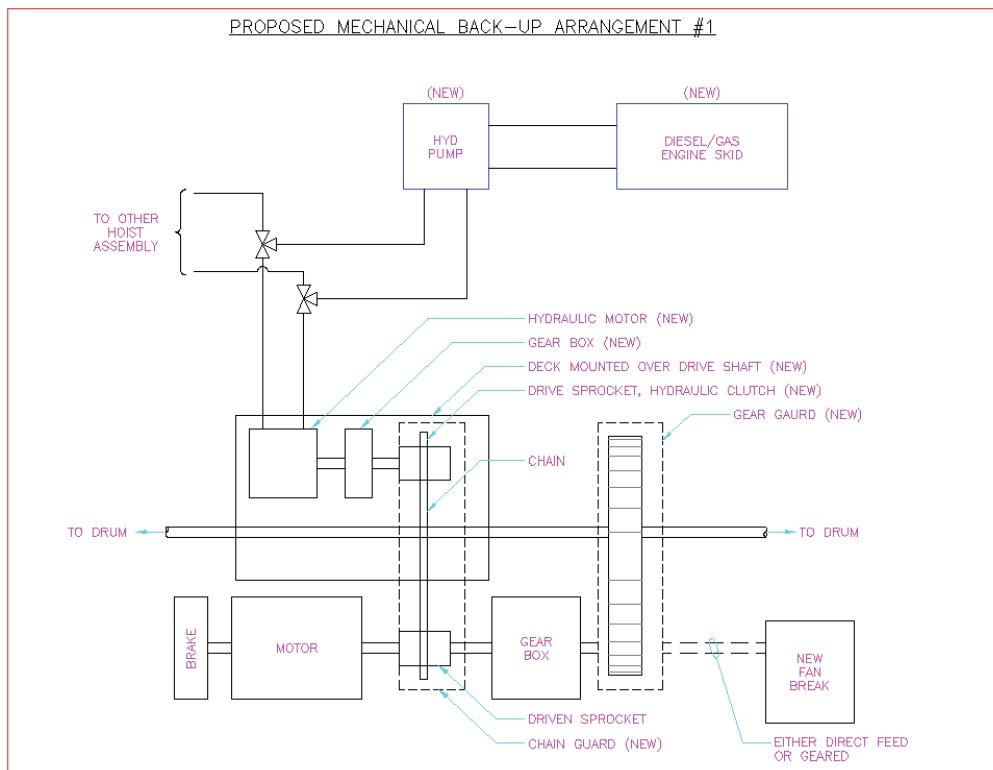 PROPOSED MECHANICAL BACK-UP ARRANGEMENT #1
(NEW)
(NEW)
HYD
PUMP
DIESEL/GAS
ENGINE SKID
TO OTHER
HOIST
ASSEMBLY
HYDRAULIC MOTOR (NEW)
GEAR BOX (NEW)
DECK MOUNTED OVER DRIVE SHAFT (NEW)
DRIVE SPROCKET, HYDRAULIC CLUTCH (NEW)
GEAR GAURD (NEW)
CHAIN
TO DRUM
TO DRUM
BRAKE
MOTOR
GEAR
BOX
NEW
FAN
BREAK
DRIVEN SPROCKET
CHAIN GUARD (NEW)
EITHER DIRECT FEED
OR GEARED